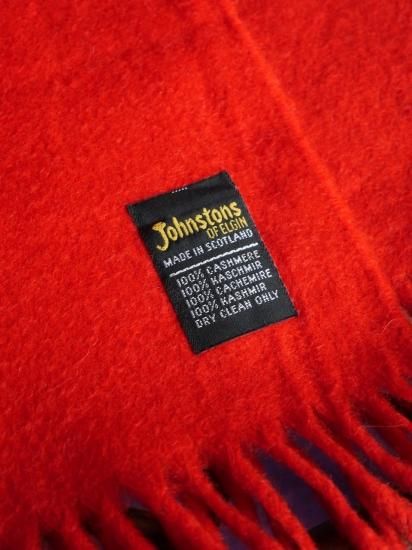 Johnstons
OF ELGIN
MADE IN SCOTLAND
100% CASHMERE
100% KASCHMIR
100% CACHEMIRE
100% KASHMIR
DRY CLEAN ONLY